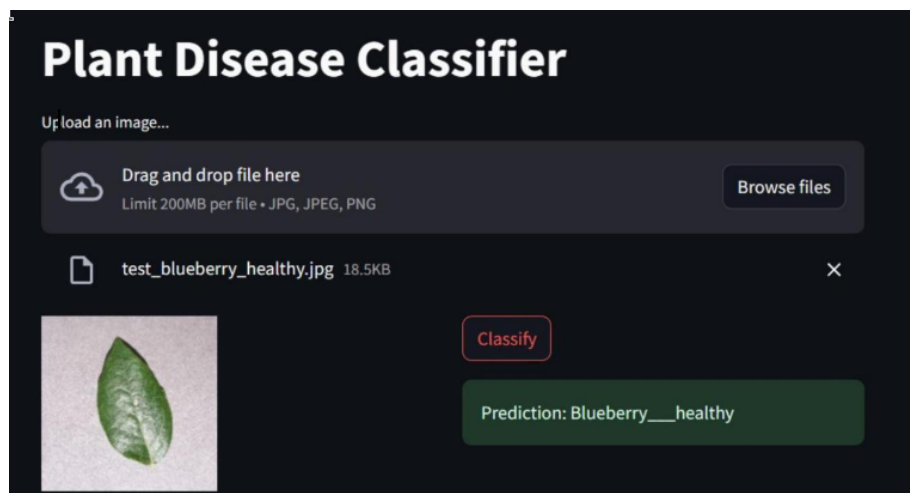 Plant Disease Classifier
Upload an image...
Drag and drop file here
Limit 200MB per file • JPG, JPEG, PNG
Browse files
test_blueberry_healthy.jpg 18.5KB
Classify
Prediction: Blueberry___healthy